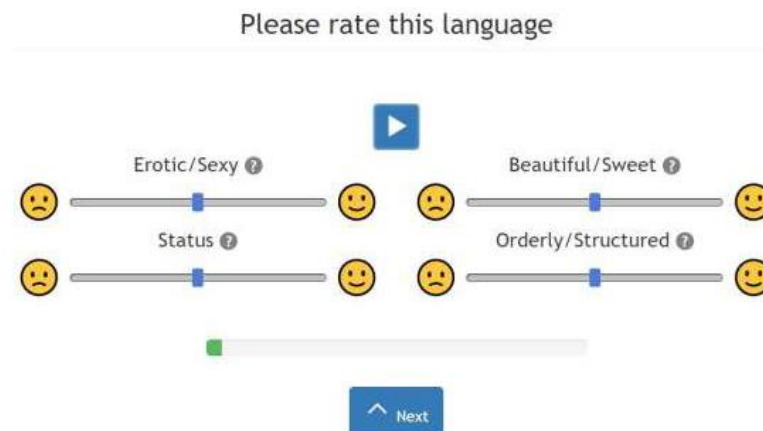 Please rate this language
Erotic/Sexy ?
Beautiful/Sweet ?
Status ?
Orderly/Structured ?
Next